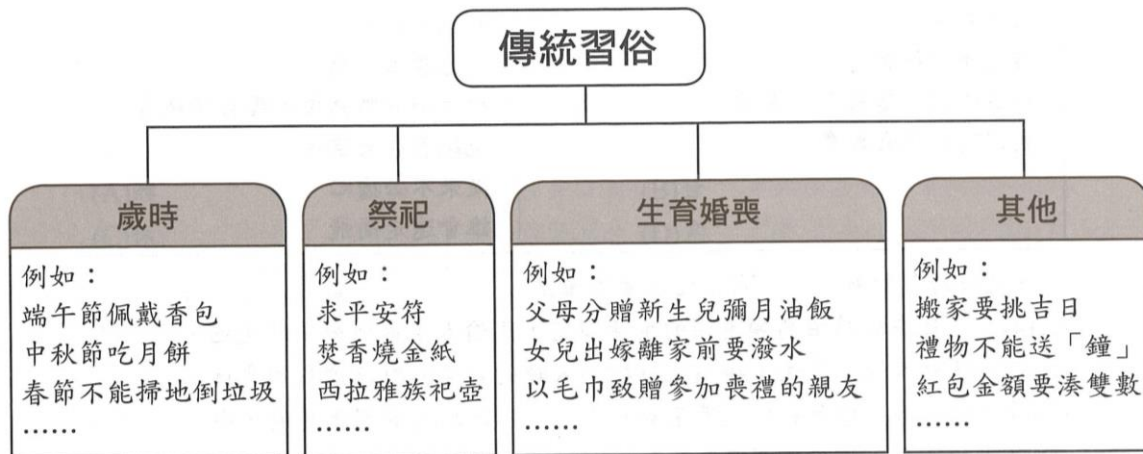 傳統習俗
歲時
例如：
端午節佩戴香包
中秋節吃月餅
春節不能掃地倒垃圾
……
祭祀
例如：
求平安符
焚香燒金紙
西拉雅族祀壺
……
生育婚喪
例如：
父母分贈新生兒彌月油飯
女兒出嫁離家前要潑水
以毛巾致贈參加喪禮的親友
……
其他
例如：
搬家要挑吉日
禮物不能送「鐘」
紅包金額要湊雙數
……